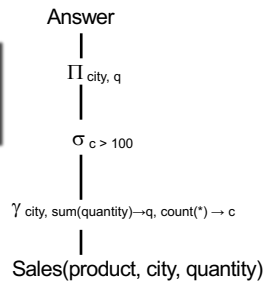 Answer
Π city, q
σ c > 100
γ city, sum(quantity)→q, count(*) → c
Sales(product, city, quantity)